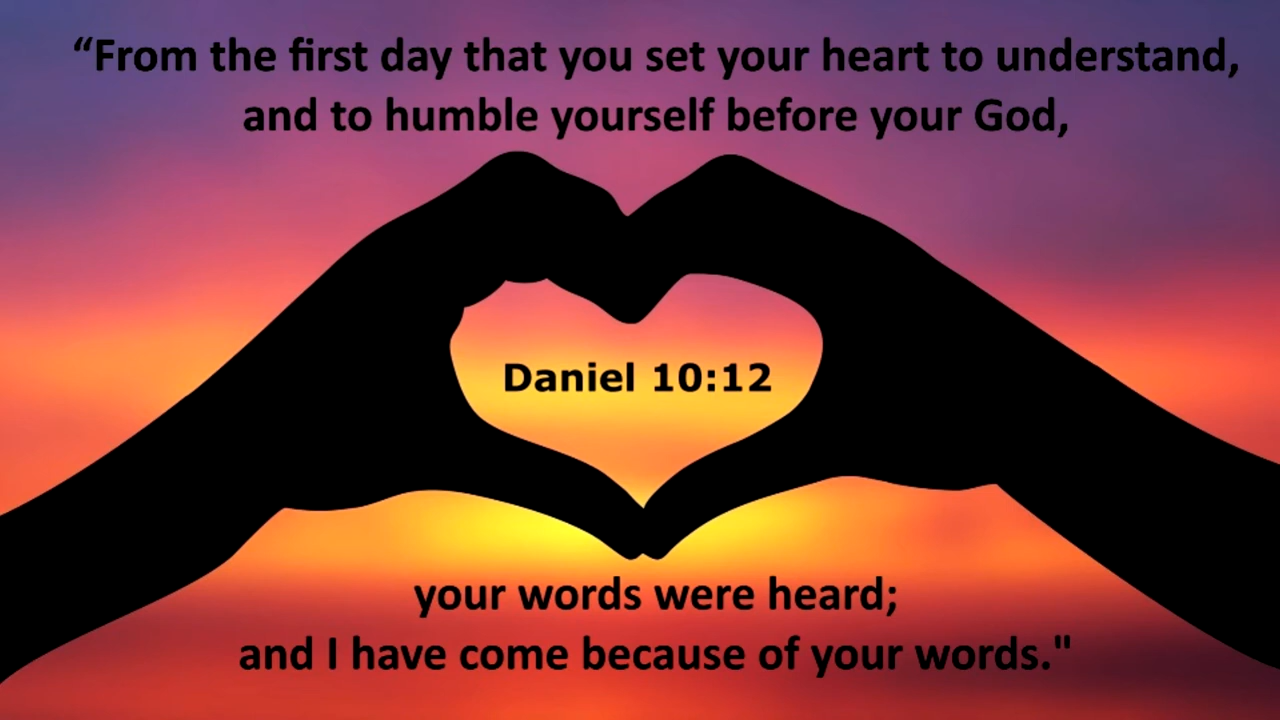 “From the first day that you set your heart to understand,
and to humble yourself before your God,
Daniel 10:12
your words were heard;
and I have come because of your words."